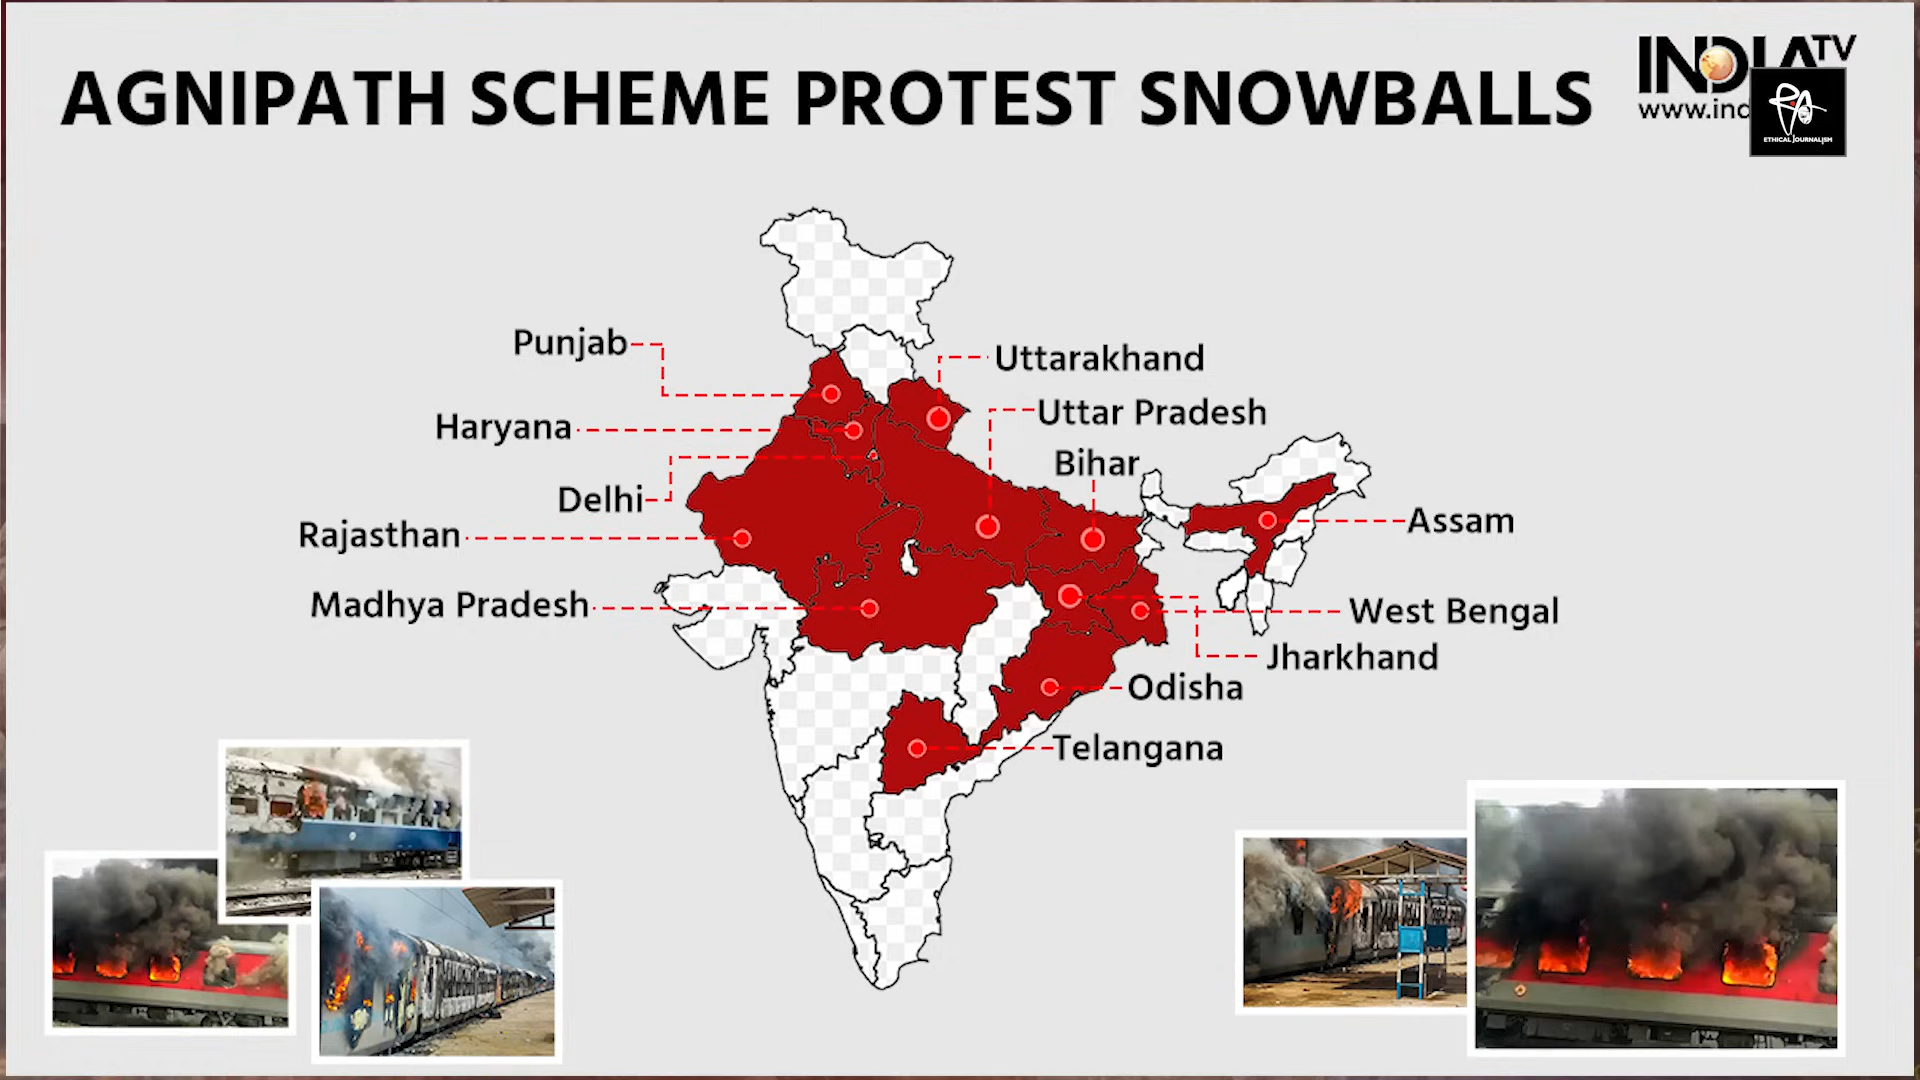 AGNIPATH SCHEME PROTEST SNOWBALLS
INDIA TV
www.ind
ETHICAL JOURNALISM
Punjab
Uttarakhand
Uttar Pradesh
Haryana
Bihar
Delhi
Rajasthan
Assam
Madhya Pradesh
West Bengal
Jharkhand
Odisha
Telangana